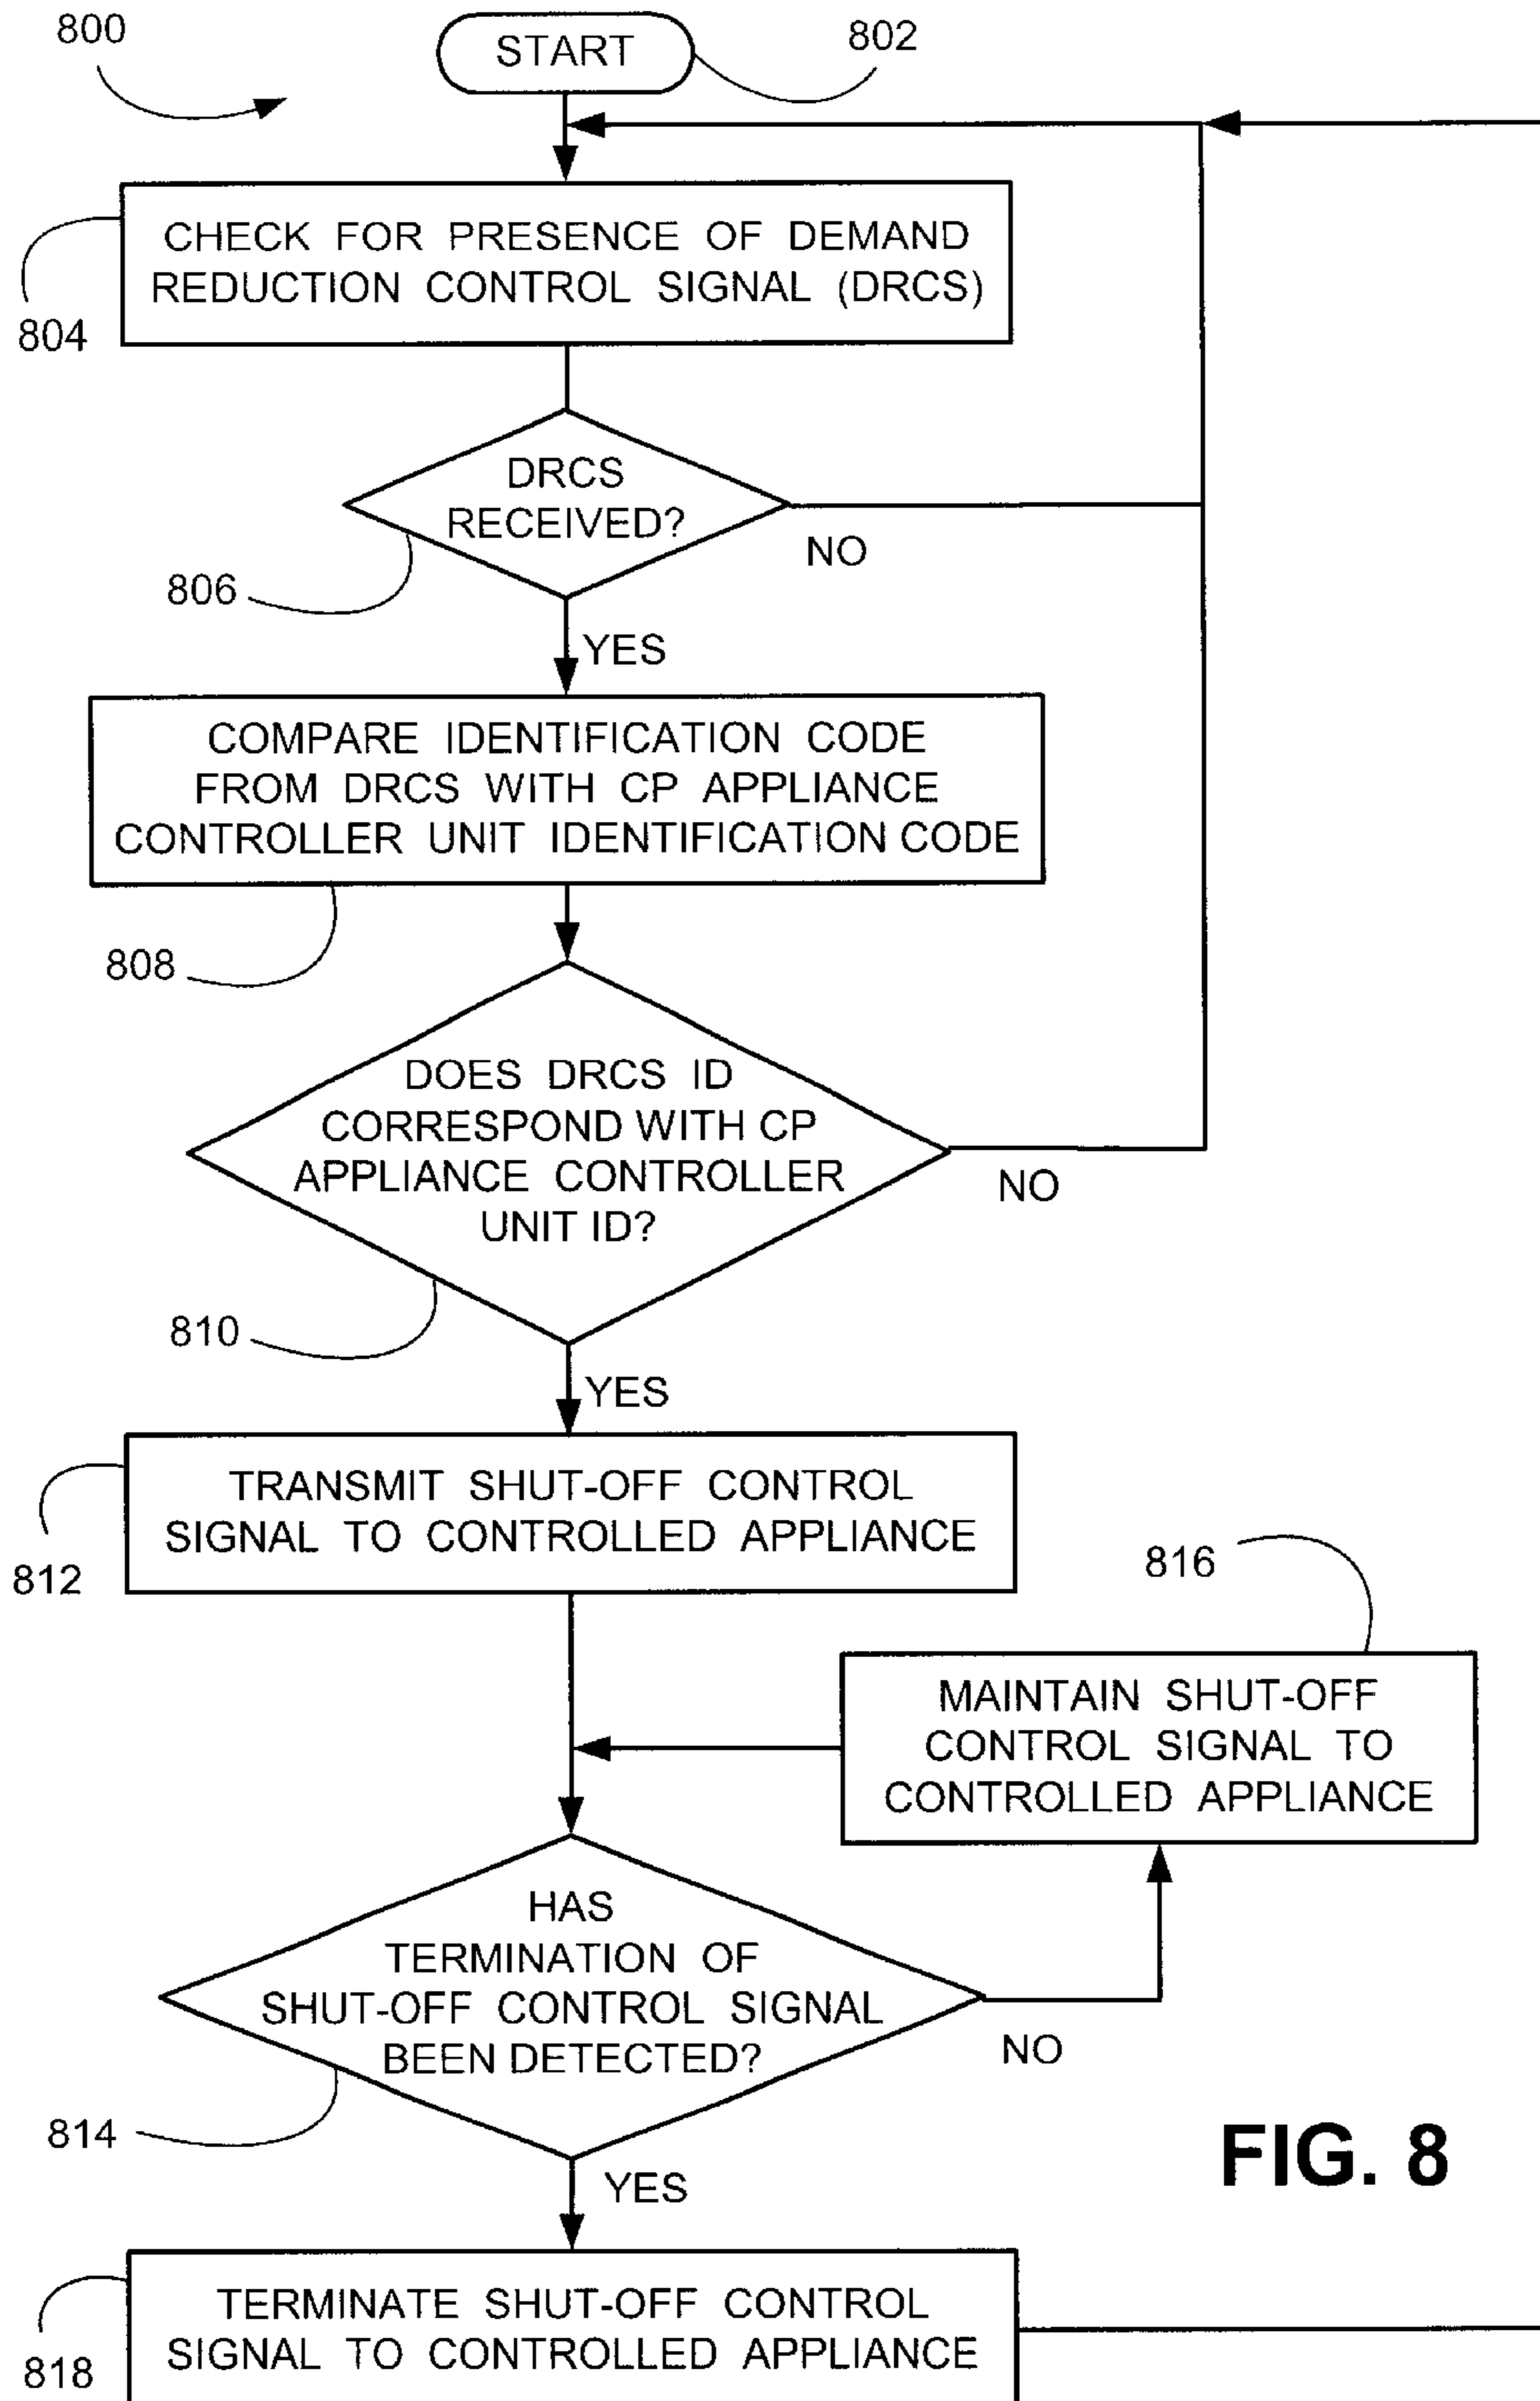 800
START
802
CHECK FOR PRESENCE OF DEMAND
REDUCTION CONTROL SIGNAL (DRCS)
804
DRCS
RECEIVED?
NO
806
YES
COMPARE IDENTIFICATION CODE
FROM DRCS WITH CP APPLIANCE
CONTROLLER UNIT IDENTIFICATION CODE
808
DOES DRCS ID
CORRESPOND WITH CP
APPLIANCE CONTROLLER
UNIT ID?
NO
810
YES
TRANSMIT SHUT-OFF CONTROL
SIGNAL TO CONTROLLED APPLIANCE
812
816
MAINTAIN SHUT-OFF
CONTROL SIGNAL TO
CONTROLLED APPLIANCE
HAS
TERMINATION OF
SHUT-OFF CONTROL SIGNAL
BEEN DETECTED?
NO
814
YES
FIG. 8
TERMINATE SHUT-OFF CONTROL
SIGNAL TO CONTROLLED APPLIANCE
818